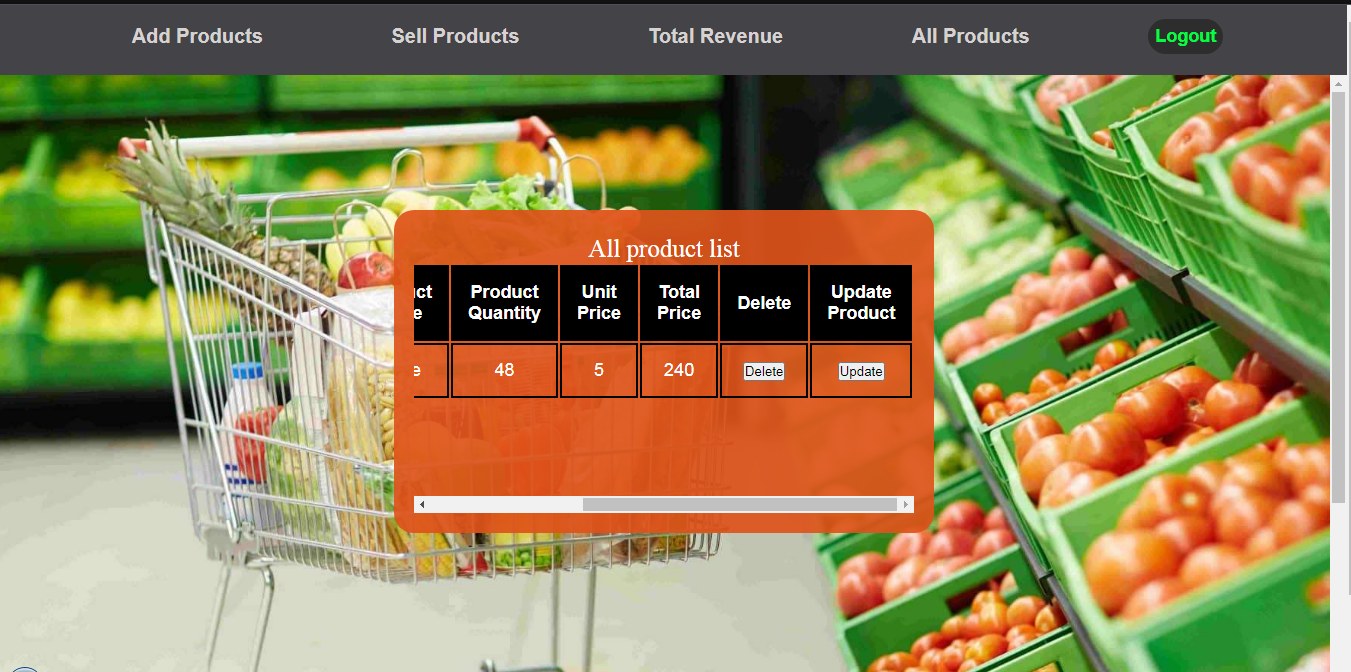 Add Products Sell Products Total Revenue All Products Logout
All product list
Product Unit Total Delete Update
Quantity Price Price Product
48 5 240 Delete Update